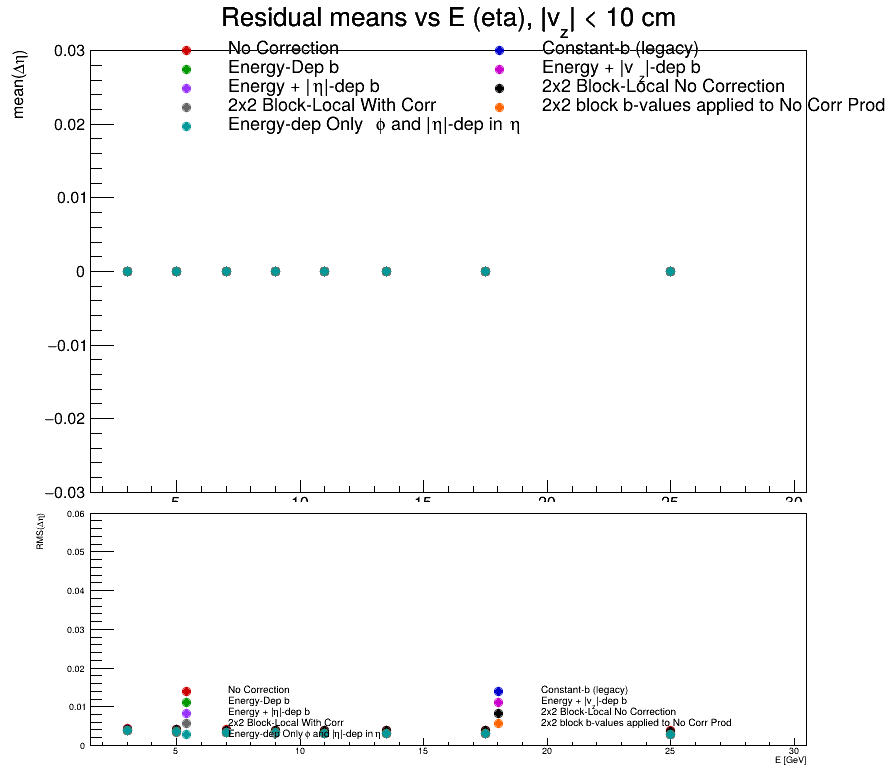 Residual means vs E (eta), |v_z| < 10 cm
mean(Δη)
0.03
0.02
0.01
0
−0.01
−0.02
−0.03
No Correction
Constant-b (legacy)
Energy-Dep b
Energy + |v_z|-dep b
Energy + |η|-dep b
2x2 Block-Local No Correction
2x2 Block-Local With Corr
2x2 block b-values applied to No Corr Prod
Energy-dep Only φ and |η|-dep in η
5 10 15 20 25 30
RMS(Δη)
0.06
0.05
0.04
0.03
0.02
0.01
0
No Correction
Constant-b (legacy)
Energy-Dep b
Energy + |v_z|-dep b
Energy + |η|-dep b
2x2 Block-Local No Correction
2x2 Block-Local With Corr
2x2 block b-values applied to No Corr Prod
Energy-dep Only φ and |η|-dep in η
5 10 15 20 25 30
E [GeV]